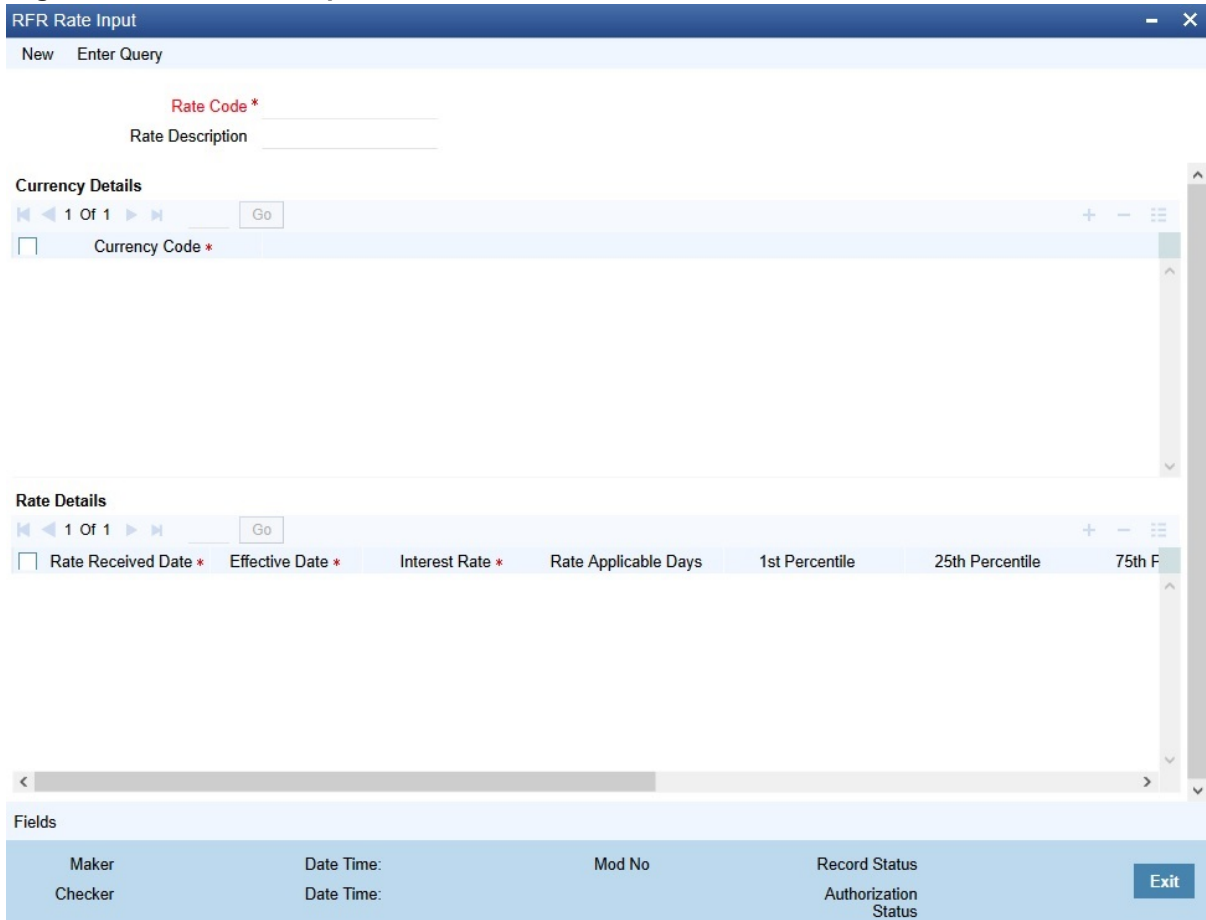 RFR Rate Input
New Enter Query
Rate Code *
Rate Description
Currency Details
1 Of 1 Go
Currency Code *
Rate Details
1 Of 1 Go
Rate Received Date * Effective Date * Interest Rate * Rate Applicable Days 1st Percentile 25th Percentile 75th P
Fields
Maker Date Time: Mod No Record Status
Checker Date Time: Authorization Status
Exit